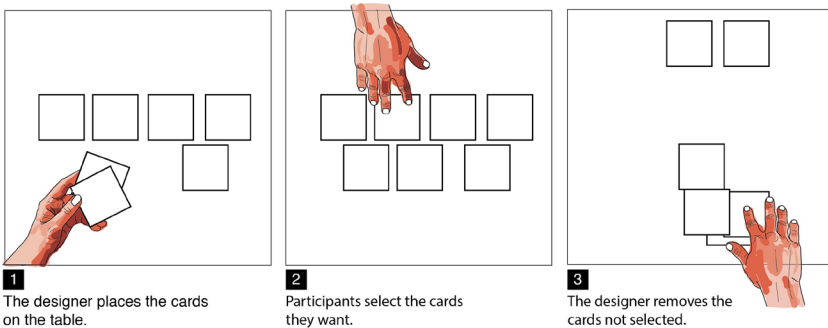 1
The designer places the cards
on the table.
2
Participants select the cards
they want.
3
The designer removes the
cards not selected.